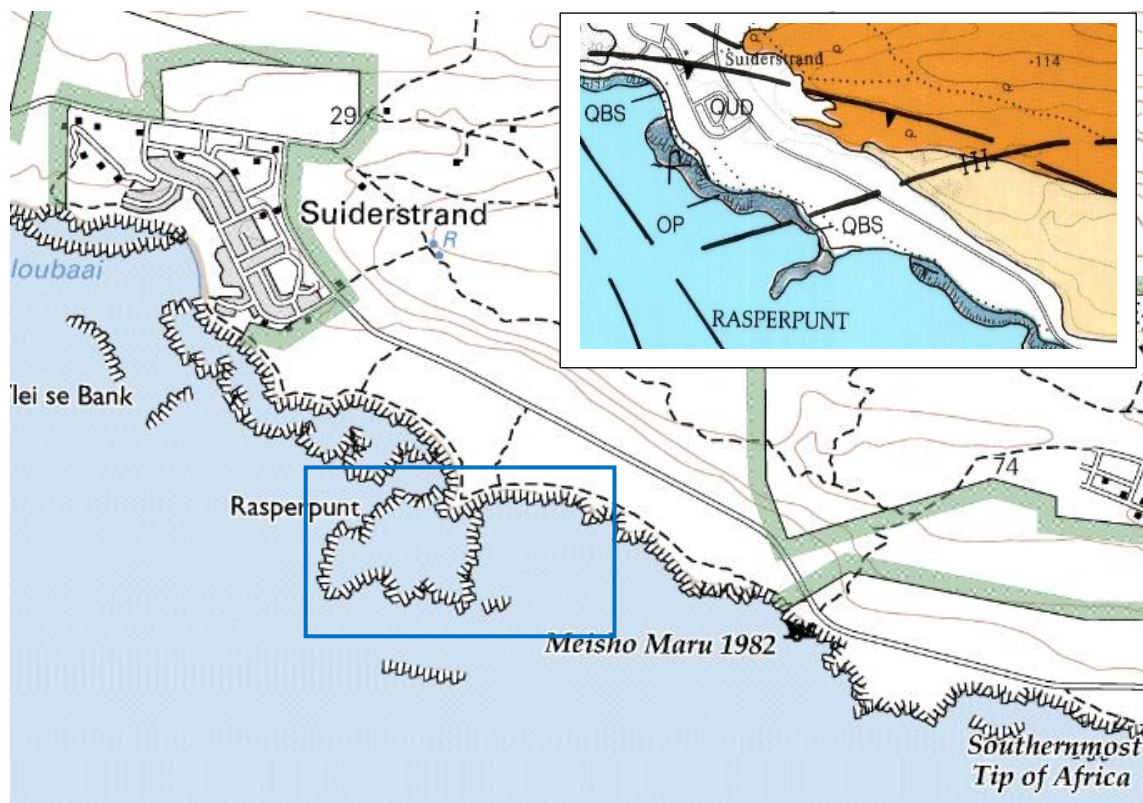 29
Suiderstrand
R
loubaai
'lei se Bank
Rasperpunt
74
Meisho Maru 1982
Southernmost
Tip of Africa
Suiderstrand
114
QBS
QUD
OP
QBS
RASPERPUNT